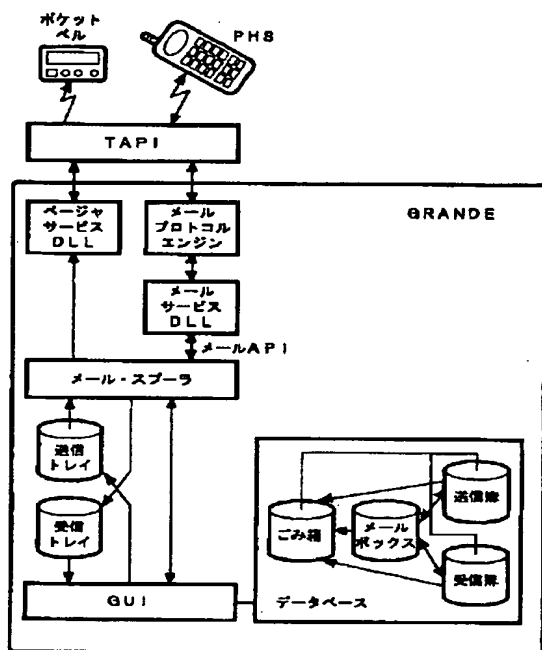 ポケット
ベル
PHS
TAPI
GRANDE
ページャ
サービス
DLL
メール
プロトコル
エンジン
メール
サービス
DLL
メールAPI
メール・スプーラ
送信
トレイ
受信
トレイ
ごみ箱
メール
ボックス
送信簿
受信簿
データベース
GUI